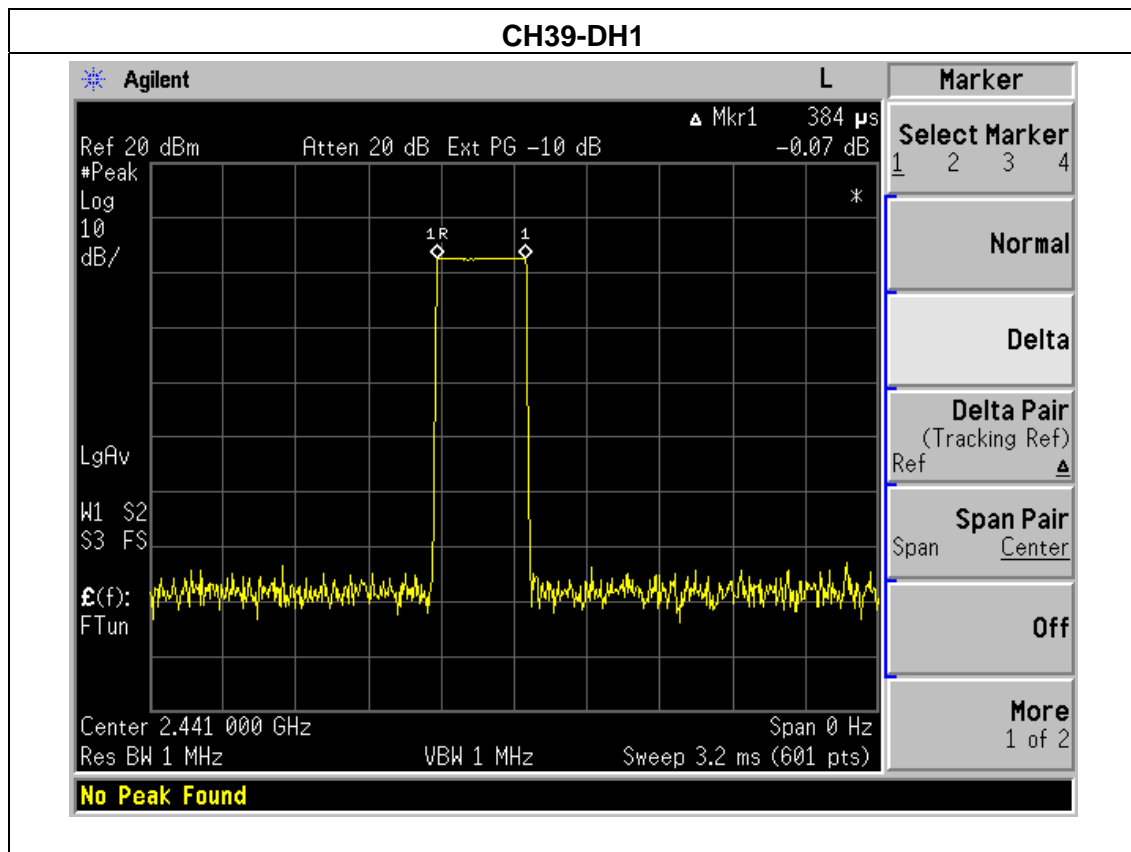 CH39-DH1
Agilent L
Δ Mkr1 384 µs
Ref 20 dBm Atten 20 dB Ext PG -10 dB -0.07 dB
#Peak
Log
10
dB/
*
1R 1
LgAv
W1 S2
S3 FS
£(f):
FTun
Center 2.441 000 GHz Span 0 Hz
Res BW 1 MHz VBW 1 MHz Sweep 3.2 ms (601 pts)
No Peak Found
Marker
Select Marker
1 2 3 4
Normal
Delta
Delta Pair
(Tracking Ref)
Ref Δ
Span Pair
Span Center
Off
More
1 of 2